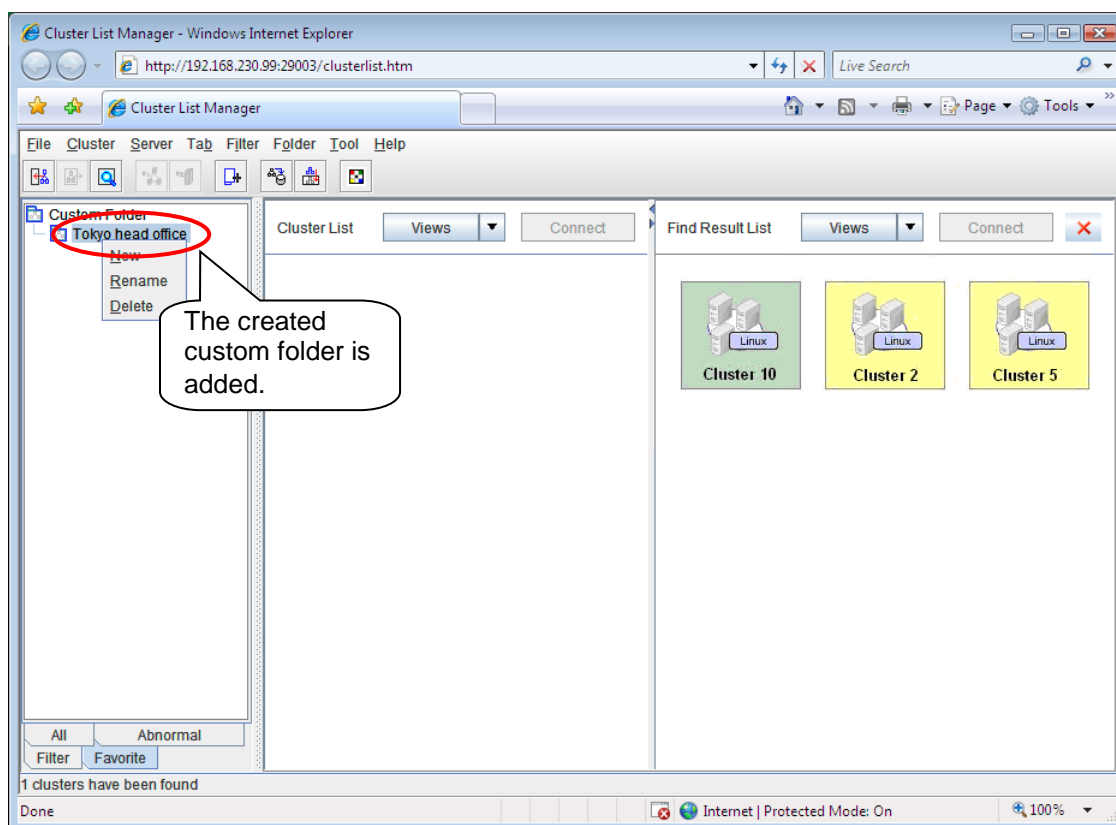 Cluster List Manager - Windows Internet Explorer
http://192.168.230.99:29003/clusterlist.htm
Live Search
Cluster List Manager
Page
Tools
File Cluster Server Tab Filter Folder Tool Help
Custom Folder
Tokyo head office
New
Rename
Delete
The created
custom folder is
added.
Cluster List
Views
Connect
Find Result List
Views
Connect
Linux
Cluster 10
Linux
Cluster 2
Linux
Cluster 5
All
Abnormal
Filter
Favorite
1 clusters have been found
Done
Internet | Protected Mode: On
100%